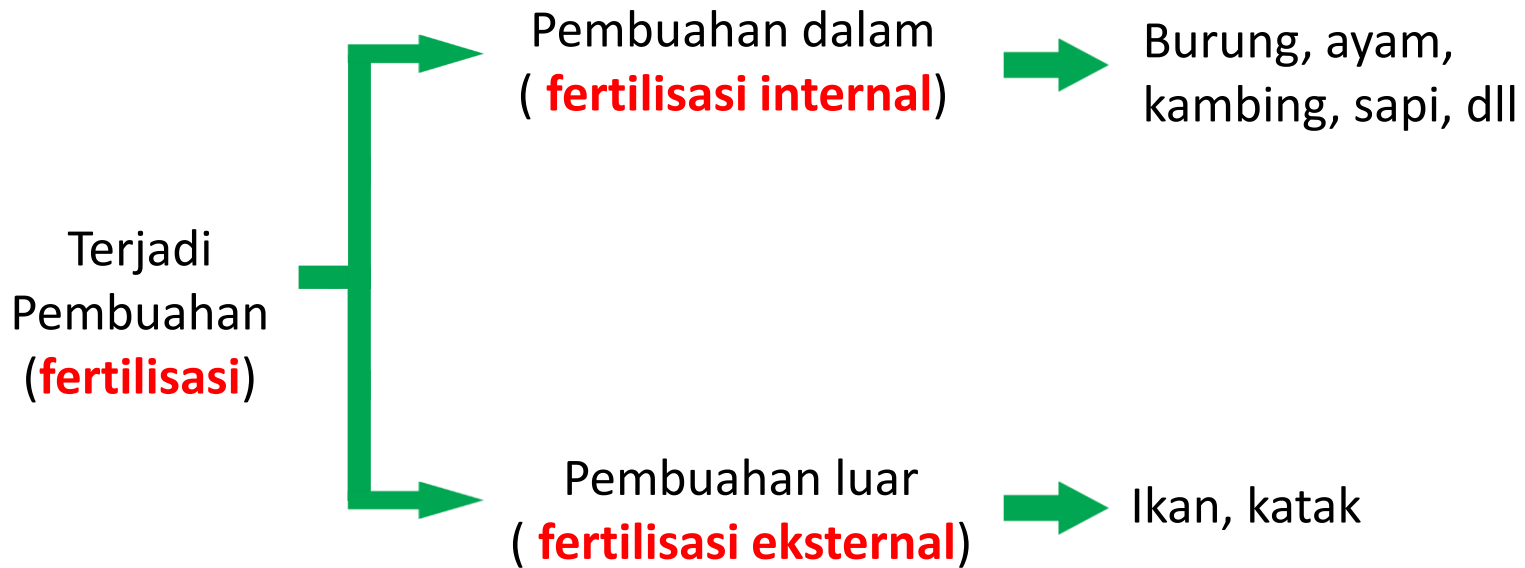 Pembuahan dalam
( fertilisasi internal)
Burung, ayam,
kambing, sapi, dll
Terjadi
Pembuahan
(fertilisasi)
Pembuahan luar
( fertilisasi eksternal)
Ikan, katak